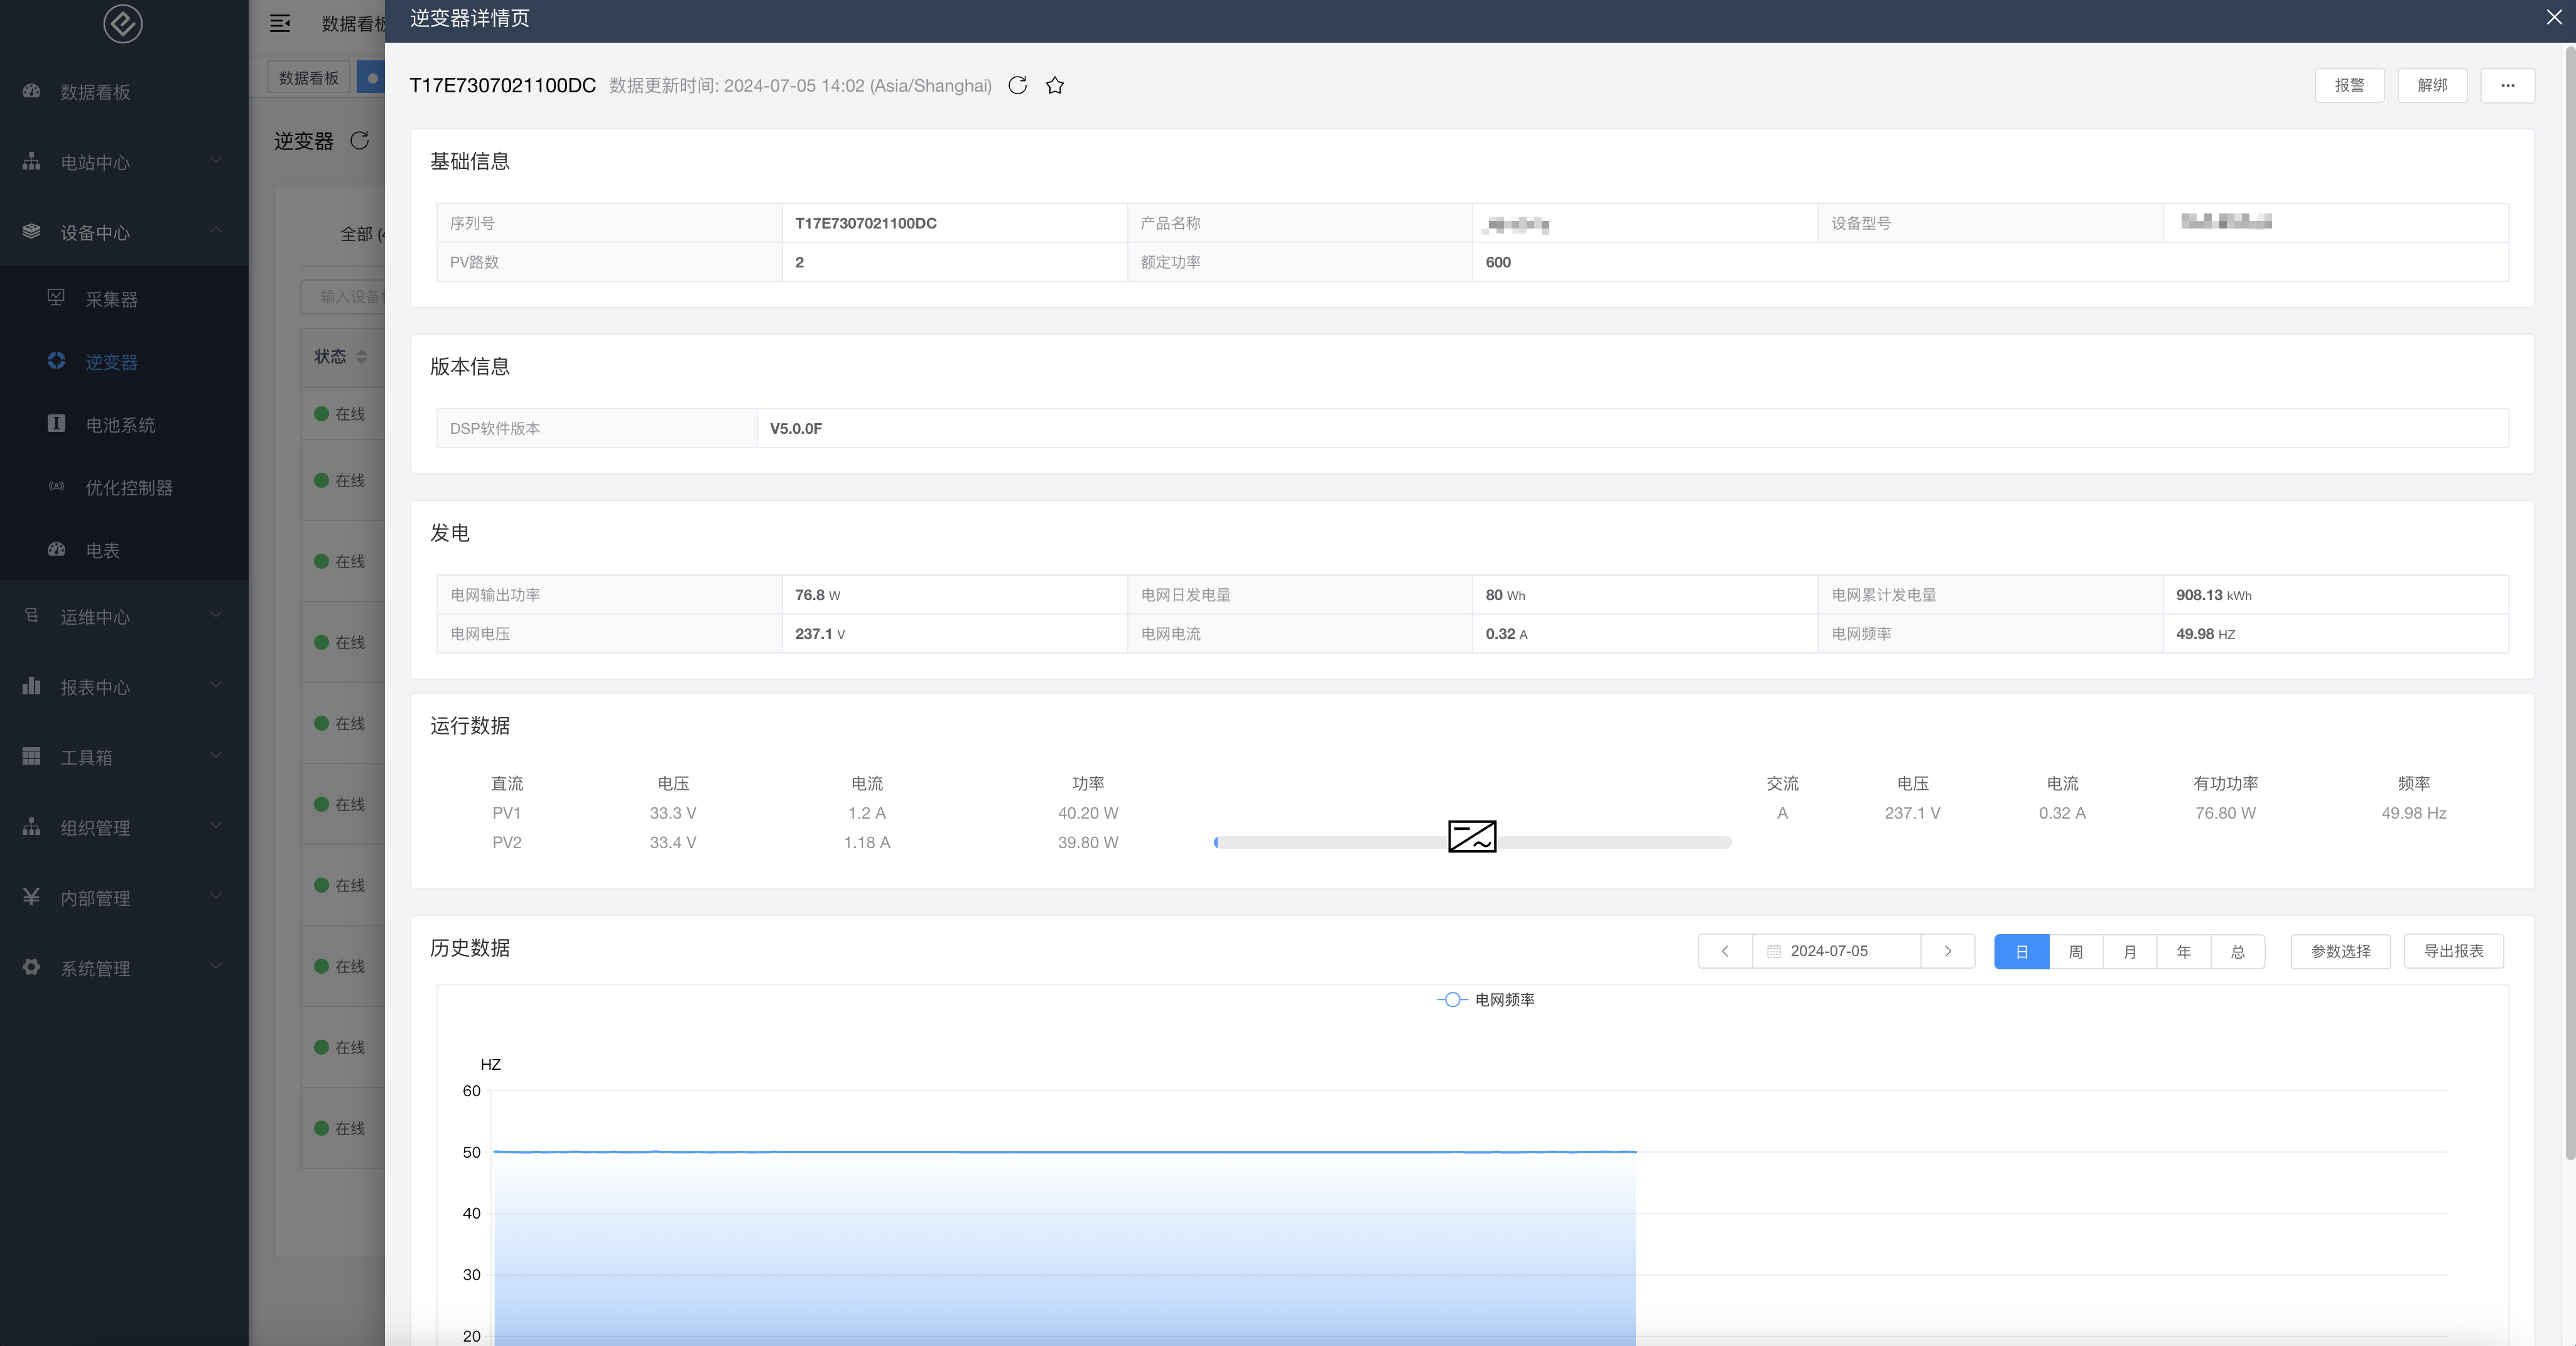 数据看板
电站中心
设备中心
采集器
逆变器
电池系统
优化控制器
电表
运维中心
报表中心
工具箱
组织管理
内部管理
系统管理
数据看板
数据看板
逆变器
全部 (
输入设备
状态
在线
在线
在线
在线
在线
在线
在线
在线
在线
在线
逆变器详情页
T17E7307021100DC 数据更新时间: 2024-07-05 14:02 (Asia/Shanghai)
报警 解绑 ···
基础信息
序列号 T17E7307021100DC 产品名称 设备型号
PV路数 2 额定功率 600
版本信息
DSP软件版本 V5.0.0F
发电
电网输出功率 76.8 W 电网日发电量 80 Wh 电网累计发电量 908.13 kWh
电网电压 237.1 V 电网电流 0.32 A 电网频率 49.98 HZ
运行数据
直流 电压 电流 功率 交流 电压 电流 有功功率 频率
PV1 33.3 V 1.2 A 40.20 W A 237.1 V 0.32 A 76.80 W 49.98 Hz
PV2 33.4 V 1.18 A 39.80 W
历史数据
2024-07-05 日 周 月 年 总 参数选择 导出报表
电网频率
HZ
60
50
40
30
20